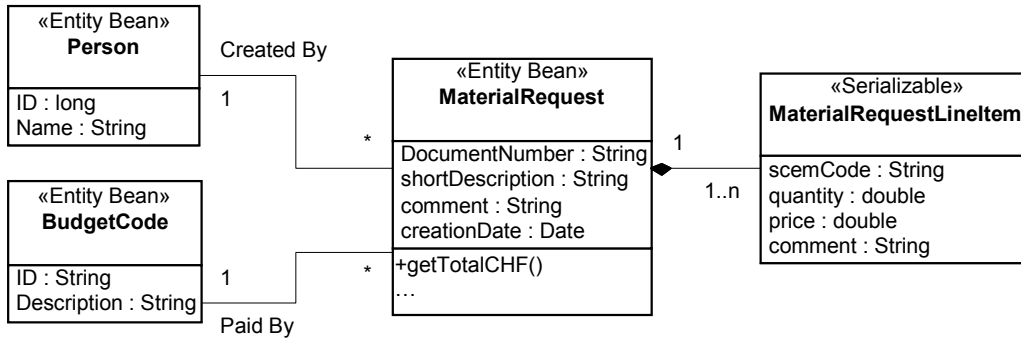 «Entity Bean»
Person
ID : long
Name : String
Created By
1
*
«Entity Bean»
BudgetCode
ID : String
Description : String
1
*
Paid By
«Entity Bean»
MaterialRequest
DocumentNumber : String
shortDescription : String
comment : String
creationDate : Date
+getTotalCHF()
...
1
1..n
«Serializable»
MaterialRequestLineItem
scemCode : String
quantity : double
price : double
comment : String